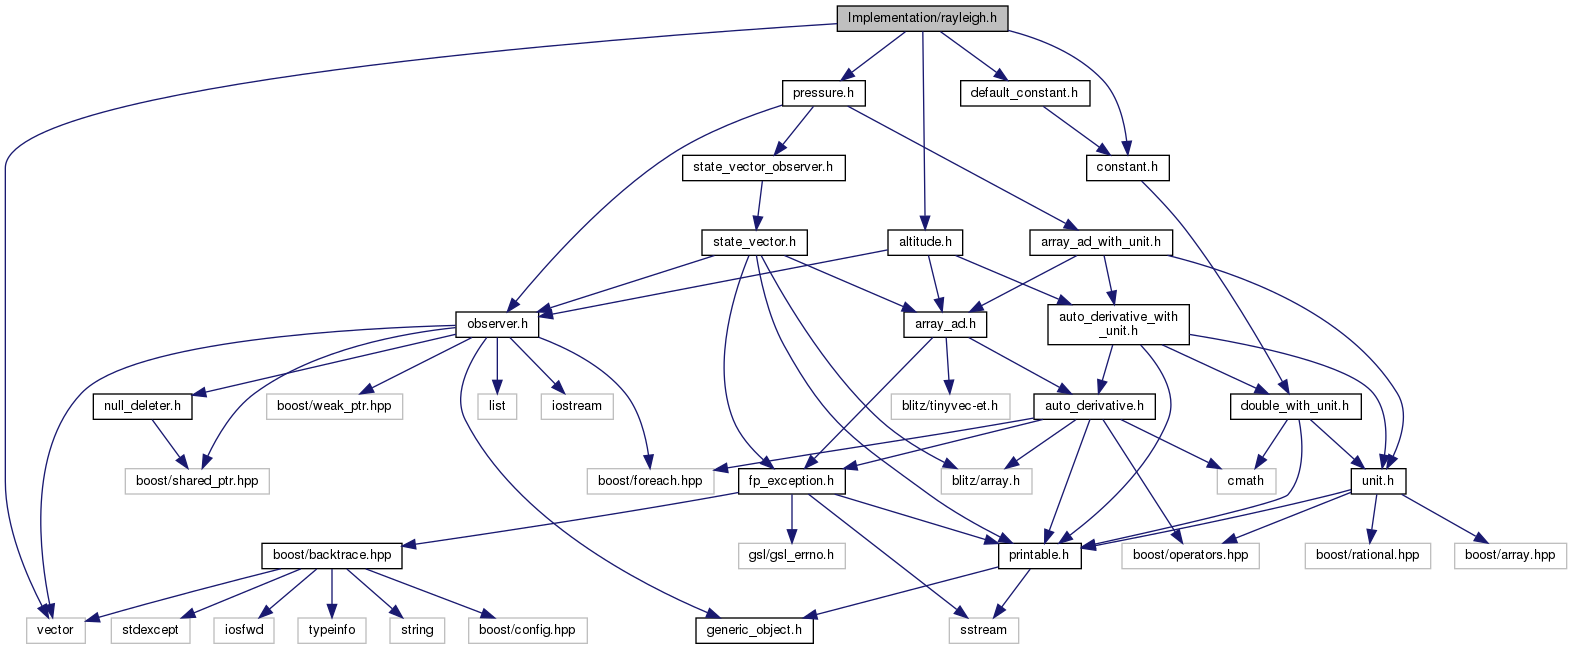 Implementation/rayleigh.h
pressure.h
default_constant.h
state_vector_observer.h
constant.h
state_vector.h
altitude.h
array_ad_with_unit.h
observer.h
array_ad.h
auto_derivative_with
_unit.h
null_deleter.h
boost/weak_ptr.hpp
list
iostream
blitz/tinyvec-et.h
auto_derivative.h
double_with_unit.h
boost/shared_ptr.hpp
boost/foreach.hpp
fp_exception.h
blitz/array.h
cmath
unit.h
boost/backtrace.hpp
gsl/gsl_errno.h
printable.h
boost/operators.hpp
boost/rational.hpp
boost/array.hpp
vector
stdexcept
iosfwd
typeinfo
string
boost/config.hpp
generic_object.h
sstream